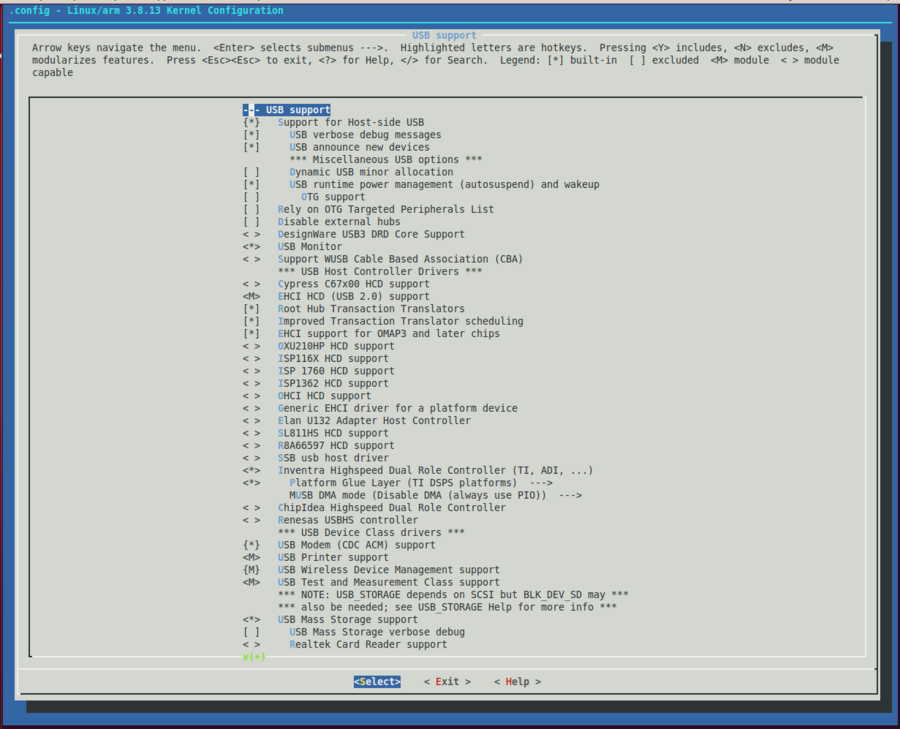 .config - Linux/arm 3.8.13 Kernel Configuration
USB support
Arrow keys navigate the menu.  <Enter> selects submenus --->.  Highlighted letters are hotkeys.  Pressing <Y> includes, <N> excludes, <M>
modularizes features.  Press <Esc><Esc> to exit, <?> for Help, </> for Search.  Legend: [*] built-in  [ ] excluded  <M> module  < > module
capable
--- USB support
{*}   Support for Host-side USB
[*]     USB verbose debug messages
[*]     USB announce new devices
*** Miscellaneous USB options ***
[ ]     Dynamic USB minor allocation
[*]     USB runtime power management (autosuspend) and wakeup
[ ]       OTG support
[ ]   Rely on OTG Targeted Peripherals List
[ ]   Disable external hubs
< >   DesignWare USB3 DRD Core Support
<*>   USB Monitor
< >   Support WUSB Cable Based Association (CBA)
*** USB Host Controller Drivers ***
< >   Cypress C67x00 HCD support
<M>   EHCI HCD (USB 2.0) support
[*]   Root Hub Transaction Translators
[*]   Improved Transaction Translator scheduling
[*]   EHCI support for OMAP3 and later chips
< >   OXU210HP HCD support
< >   ISP116X HCD support
< >   ISP 1760 HCD support
< >   ISP1362 HCD support
< >   OHCI HCD support
< >   Generic EHCI driver for a platform device
< >   Elan U132 Adapter Host Controller
< >   SL811HS HCD support
< >   R8A66597 HCD support
< >   SSB usb host driver
<*>   Inventra Highspeed Dual Role Controller (TI, ADI, ...)
<*>     Platform Glue Layer (TI DSPS platforms)  --->
MUSB DMA mode (Disable DMA (always use PIO))  --->
< >   ChipIdea Highspeed Dual Role Controller
< >   Renesas USBHS controller
*** USB Device Class drivers ***
{*}   USB Modem (CDC ACM) support
<M>   USB Printer support
{M}   USB Wireless Device Management support
<M>   USB Test and Measurement Class support
*** NOTE: USB_STORAGE depends on SCSI but BLK_DEV_SD may ***
*** also be needed; see USB_STORAGE Help for more info ***
<*>   USB Mass Storage support
[ ]     USB Mass Storage verbose debug
< >     Realtek Card Reader support
v(+)
<Select>    < Exit >    < Help >